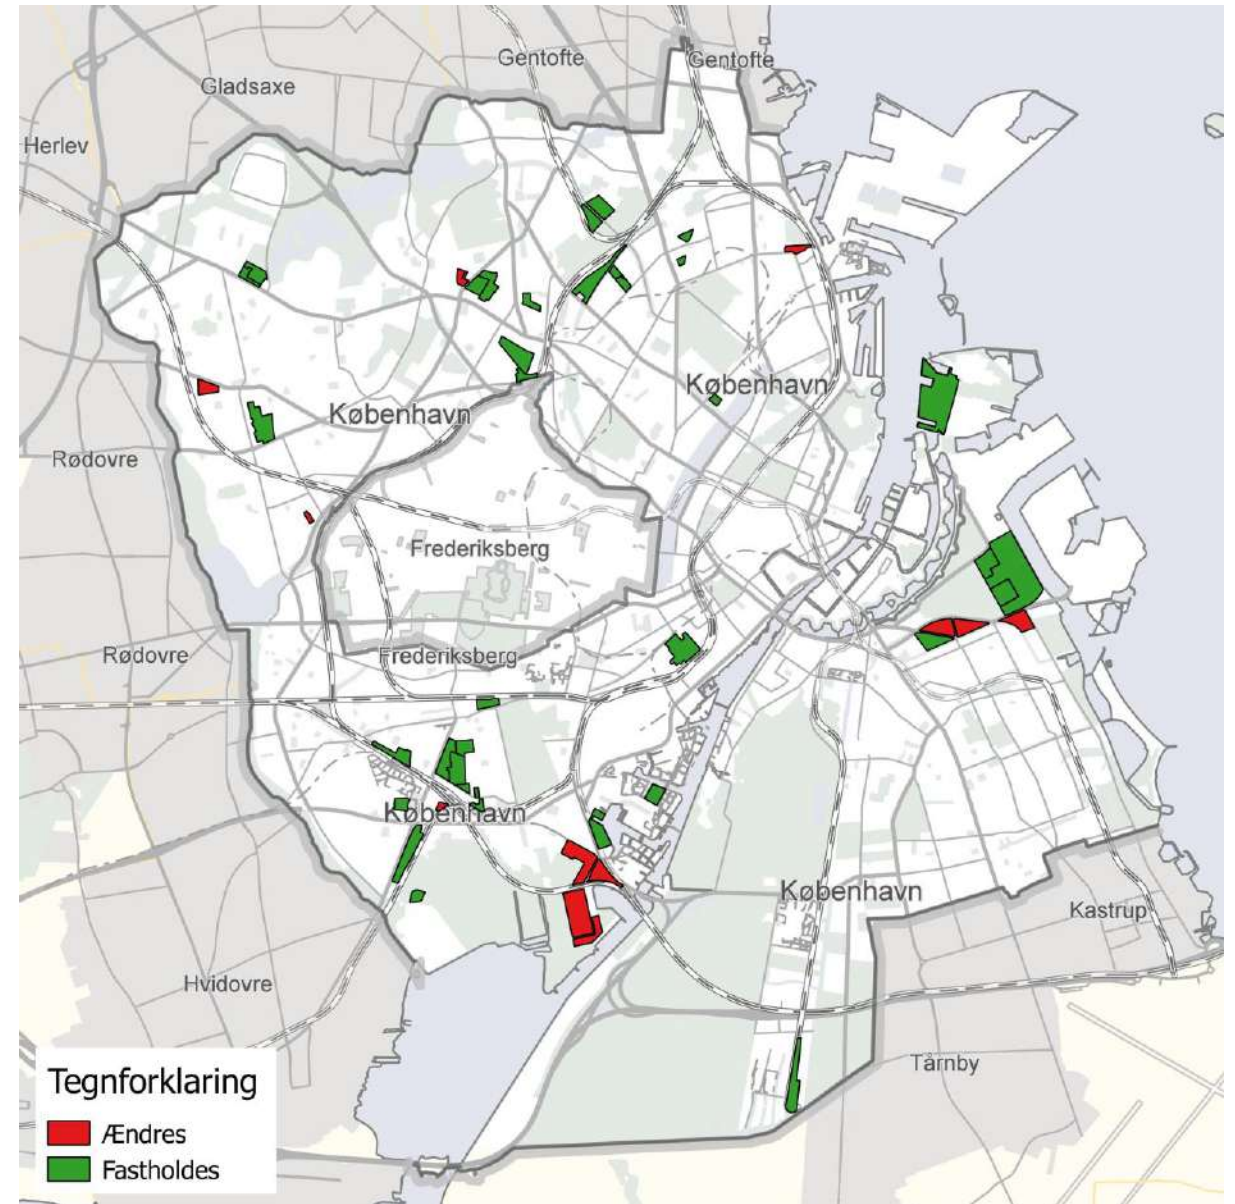 Gentofte
Gentofte
Gladsaxe
Herlev
København
København
Rødovre
Frederiksberg
Rødovre
Frederiksberg
København
København
Kastrup
Hvidovre
Tårnby
Tegnforklaring
Ændres
Fastholdes